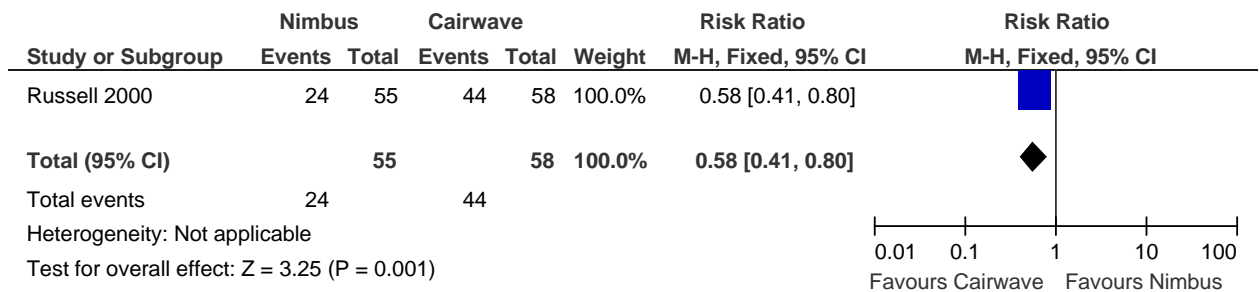 Nimbus Cairwave Risk Ratio Risk Ratio
Study or Subgroup Events Total Events Total Weight M-H, Fixed, 95% CI M-H, Fixed, 95% CI
Russell 2000 24 55 44 58 100.0% 0.58 [0.41, 0.80]
Total (95% CI) 55 58 100.0% 0.58 [0.41, 0.80]
Total events 24 44
Heterogeneity: Not applicable
Test for overall effect: Z = 3.25 (P = 0.001)
0.01 0.1 1 10 100
Favours Cairwave Favours Nimbus